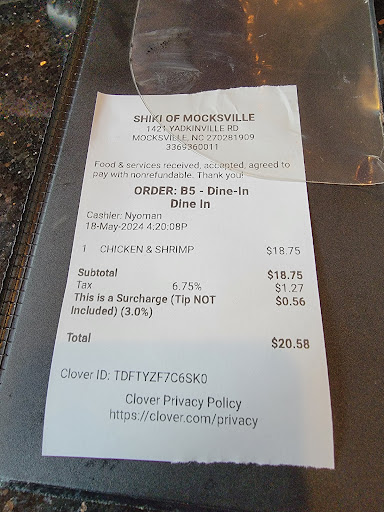 SHIKI OF MOCKSVILLE
1421 YADKINVILLE RD
MOCKSVILLE, NC 270281909
3369360011
Food & services received, accepted, agreed to
pay with nonrefundable. Thank you!
ORDER: B5 - Dine-In
Dine In
Cashier: Nyoman
18-May-2024 4:20:08P
1 CHICKEN & SHRIMP $18.75
Subtotal $18.75
Tax 6.75% $1.27
This is a Surcharge (Tip NOT $0.56
Included) (3.0%)
Total $20.58
Clover ID: TDFTYZF7C6SK0
Clover Privacy Policy
https://clover.com/privacy